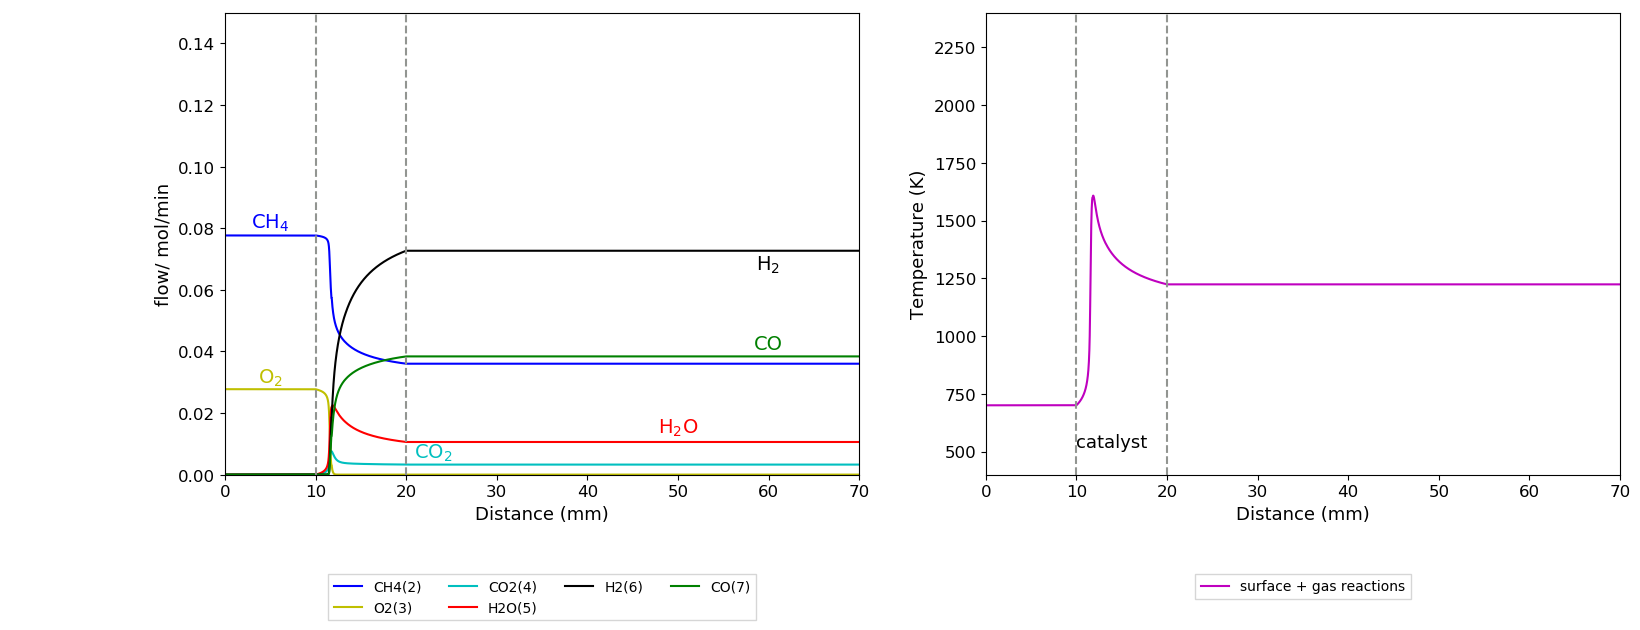 0.14
0.12
0.10
0.08
0.06
0.04
0.02
0.00
flow/ mol/min
CH₄
O₂
H₂
CO
H₂O
CO₂
0 10 20 30 40 50 60 70
Distance (mm)
CH4(2) CO2(4) H2(6) CO(7)
O2(3) H2O(5)
2250
2000
1750
1500
1250
1000
750
500
Temperature (K)
catalyst
0 10 20 30 40 50 60 70
Distance (mm)
surface + gas reactions